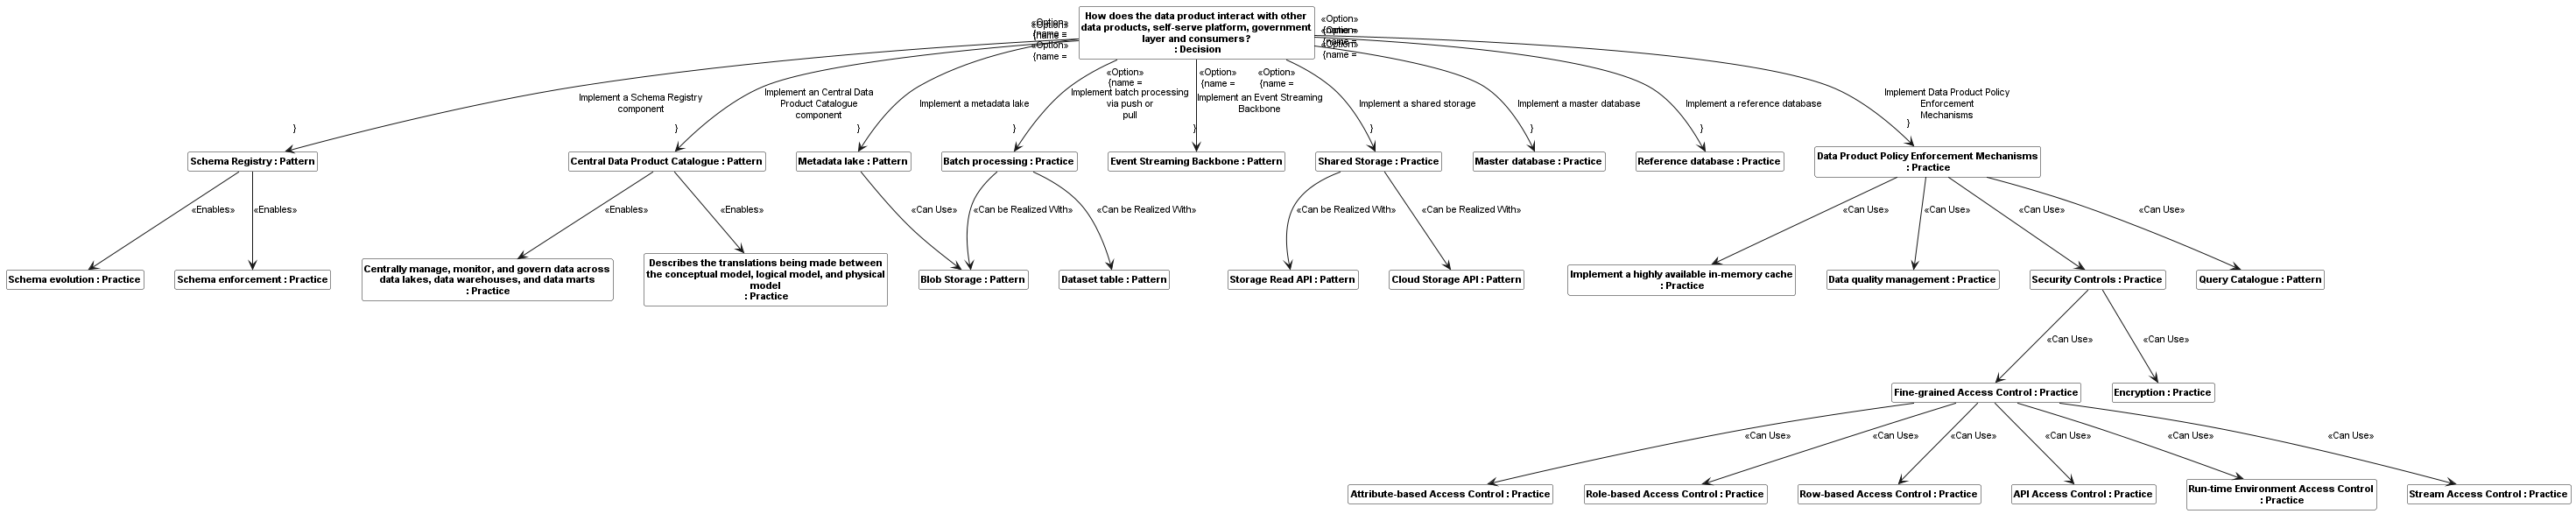 How does the data product interact with other
data products, self-serve platform, government
layer and consumers?
: Decision
«Option»
{name =
Implement a Schema Registry
component
}
«Option»
{name =
Implement an Central Data
Product Catalogue
component
}
«Option»
{name =
Implement a metadata lake
}
«Option»
{name =
Implement batch processing
via push or
pull
}
«Option»
{name =
Implement an Event Streaming
Backbone
}
«Option»
{name =
Implement a shared storage
}
«Option»
{name =
Implement a master database
}
«Option»
{name =
Implement a reference database
}
«Option»
{name =
Implement Data Product Policy
Enforcement
Mechanisms
}
Schema Registry : Pattern
Central Data Product Catalogue : Pattern
Metadata lake : Pattern
Batch processing : Practice
Event Streaming Backbone : Pattern
Shared Storage : Practice
Master database : Practice
Reference database : Practice
Data Product Policy Enforcement Mechanisms
: Practice
«Enables»
«Enables»
«Enables»
«Enables»
«Can Use»
«Can be Realized With»
«Can be Realized With»
«Can be Realized With»
«Can be Realized With»
«Can Use»
«Can Use»
«Can Use»
«Can Use»
Schema evolution : Practice
Schema enforcement : Practice
Centrally manage, monitor, and govern data across
data lakes, data warehouses, and data marts
: Practice
Describes the translations being made between
the conceptual model, logical model, and physical
model
: Practice
Blob Storage : Pattern
Dataset table : Pattern
Storage Read API : Pattern
Cloud Storage API : Pattern
Implement a highly available in-memory cache
: Practice
Data quality management : Practice
Security Controls : Practice
Query Catalogue : Pattern
«Can Use»
«Can Use»
Fine-grained Access Control : Practice
Encryption : Practice
«Can Use»
«Can Use»
«Can Use»
«Can Use»
«Can Use»
«Can Use»
Attribute-based Access Control : Practice
Role-based Access Control : Practice
Row-based Access Control : Practice
API Access Control : Practice
Run-time Environment Access Control
: Practice
Stream Access Control : Practice